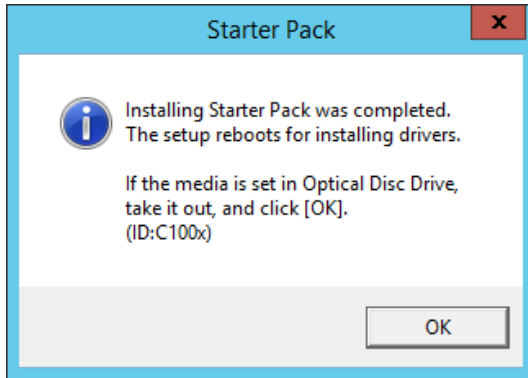 Starter Pack
x
Installing Starter Pack was completed.
The setup reboots for installing drivers.
If the media is set in Optical Disc Drive,
take it out, and click [OK].
(ID:C100x)
OK